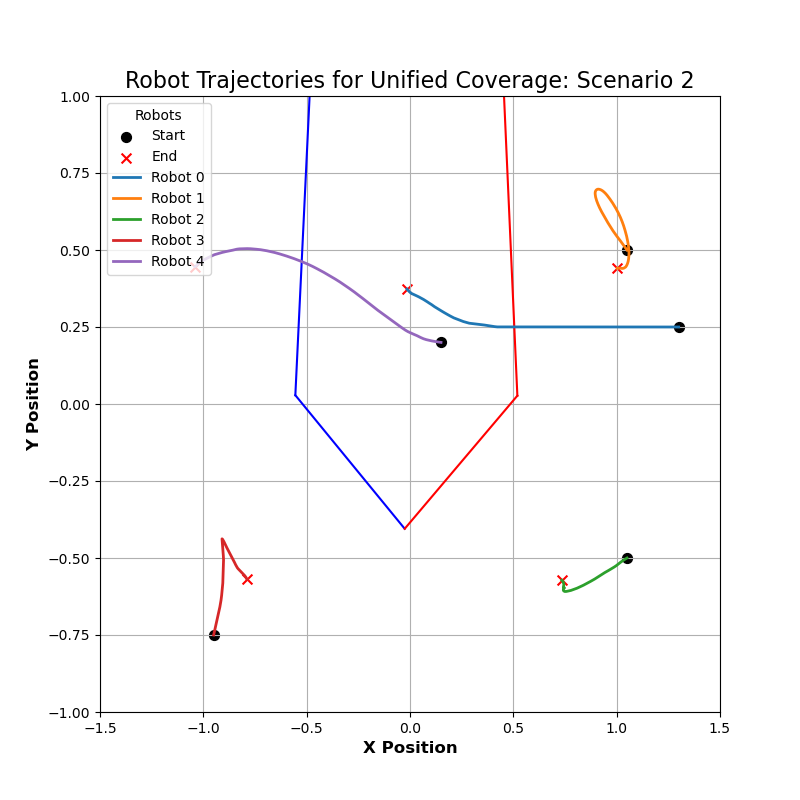 Robot Trajectories for Unified Coverage: Scenario 2
Robots
Start
End
Robot 0
Robot 1
Robot 2
Robot 3
Robot 4
1.00
0.75
0.50
0.25
0.00
−0.25
−0.50
−0.75
−1.00
Y Position
−1.5
−1.0
−0.5
0.0
0.5
1.0
1.5
X Position